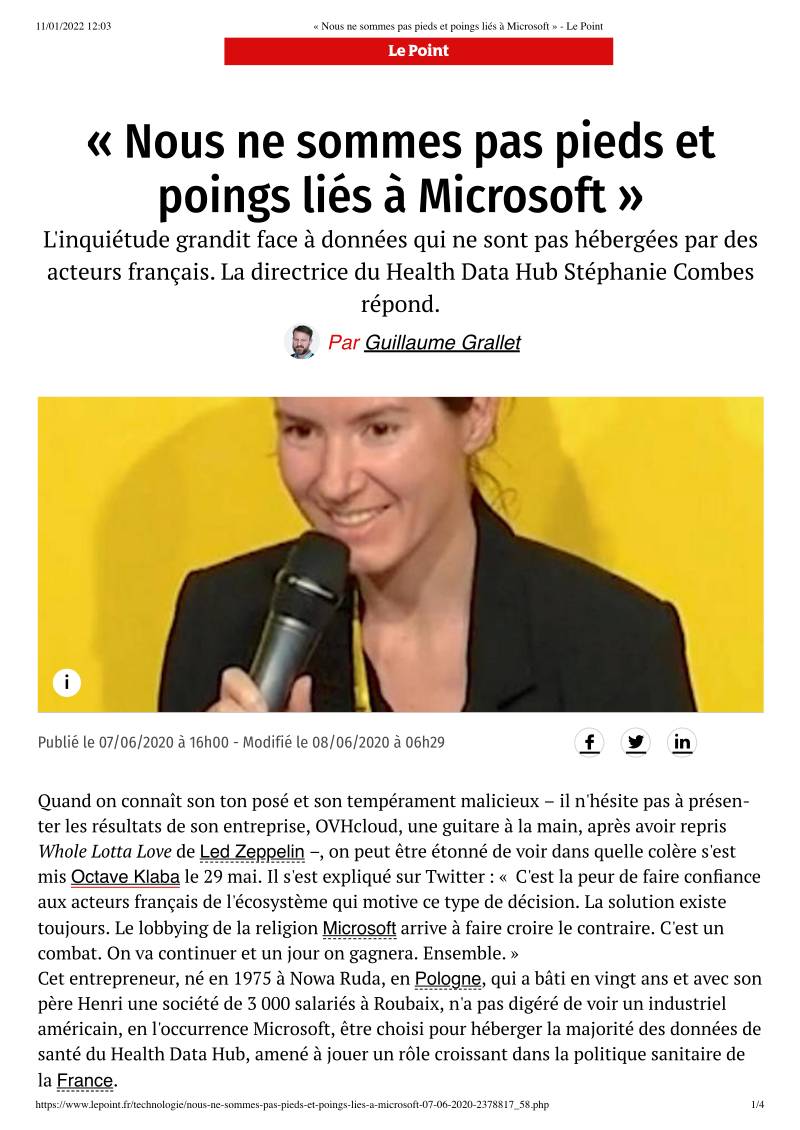 11/01/2022 12:03
« Nous ne sommes pas pieds et poings liés à Microsoft » - Le Point
Le Point
« Nous ne sommes pas pieds et
poings liés à Microsoft »
L'inquiétude grandit face à données qui ne sont pas hébergées par des
acteurs français. La directrice du Health Data Hub Stéphanie Combes
répond.
Par Guillaume Grallet
i
Publié le 07/06/2020 à 16h00 - Modifié le 08/06/2020 à 06h29
Quand on connaît son ton posé et son tempérament malicieux – il n'hésite pas à présen-
ter les résultats de son entreprise, OVHcloud, une guitare à la main, après avoir repris
Whole Lotta Love de Led Zeppelin –, on peut être étonné de voir dans quelle colère s'est
mis Octave Klaba le 29 mai. Il s'est expliqué sur Twitter : « C'est la peur de faire confiance
aux acteurs français de l'écosystème qui motive ce type de décision. La solution existe
toujours. Le lobbying de la religion Microsoft arrive à faire croire le contraire. C'est un
combat. On va continuer et un jour on gagnera. Ensemble. »
Cet entrepreneur, né en 1975 à Nowa Ruda, en Pologne, qui a bâti en vingt ans et avec son
père Henri une société de 3 000 salariés à Roubaix, n'a pas digéré de voir un industriel
américain, en l'occurrence Microsoft, être choisi pour héberger la majorité des données de
santé du Health Data Hub, amené à jouer un rôle croissant dans la politique sanitaire de
la France.
https://www.lepoint.fr/technologie/nous-ne-sommes-pas-pieds-et-poings-lies-a-microsoft-07-06-2020-2378817_58.php
1/4